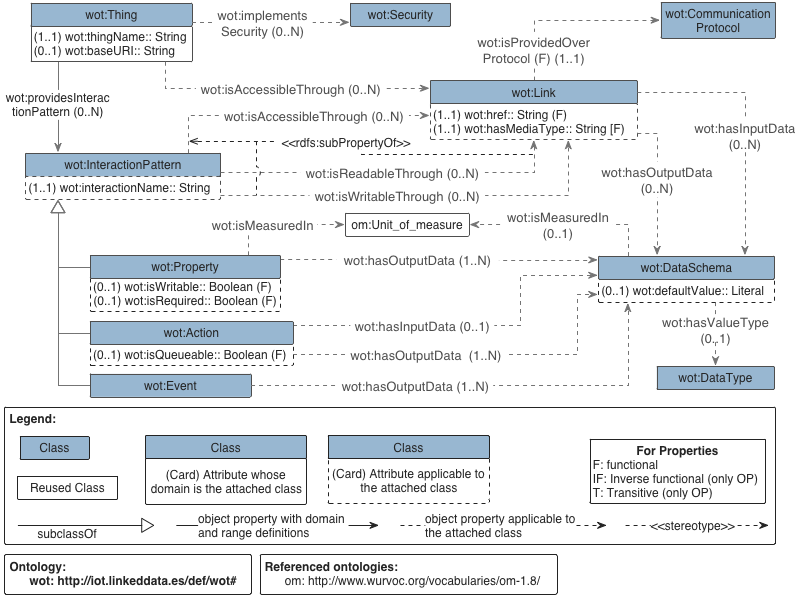 wot:Thing
(1..1) wot:thingName:: String
(0..1) wot:baseURI:: String
wot:implements
Security (0..N)
wot:Security
wot:Communication
Protocol
wot:isProvidedOver
Protocol (F) (1..1)
wot:isAccessibleThrough (0..N)
wot:Link
(1..1) wot:href:: String (F)
(1..1) wot:hasMediaType:: String [F)
wot:providesInterac
tionPattern (0..N)
wot:isAccessibleThrough (0..N)
<<rdfs:subPropertyOf>>
wot:hasInputData
(0..N)
wot:InteractionPattern
(1..1) wot:interactionName:: String
wot:isReadableThrough (0..N)
wot:hasOutputData
(0..N)
wot:isWritableThrough (0..N)
wot:isMeasuredIn
om:Unit_of_measure
wot:isMeasuredIn
(0..1)
wot:Property
(0..1) wot:isWritable:: Boolean (F)
(0..1) wot:isRequired:: Boolean (F)
wot:hasOutputData (1..N)
wot:DataSchema
(0..1) wot:defaultValue:: Literal
wot:Action
(0..1) wot:isQueueable:: Boolean (F)
wot:hasInputData (0..1)
wot:hasOutputData (1..N)
wot:hasValueType
(0..1)
wot:Event
wot:hasOutputData (1..N)
wot:DataType
Legend:
Class
Reused Class
Class
(Card) Attribute whose
domain is the attached class
Class
(Card) Attribute applicable to
the attached class
For Properties
F: functional
IF: Inverse functional (only OP)
T: Transitive (only OP)
subclassOf
object property with domain
and range definitions
object property applicable to
the attached class
<<stereotype>>
Ontology:
wot: http://iot.linkeddata.es/def/wot#
Referenced ontologies:
om: http://www.wurvoc.org/vocabularies/om-1.8/